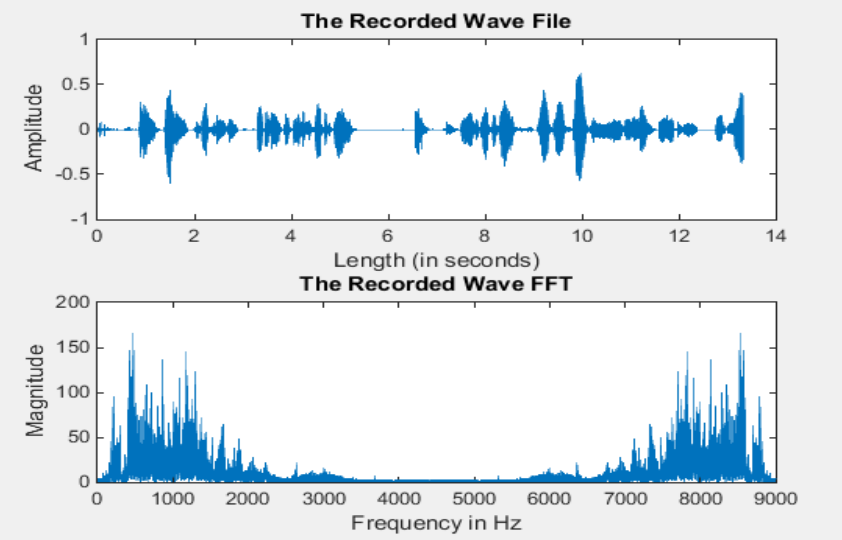 The Recorded Wave File
1
0.5
0
-0.5
-1
Amplitude
0 2 4 6 8 10 12 14
Length (in seconds)
The Recorded Wave FFT
200
150
100
50
0
Magnitude
0 1000 2000 3000 4000 5000 6000 7000 8000 9000
Frequency in Hz